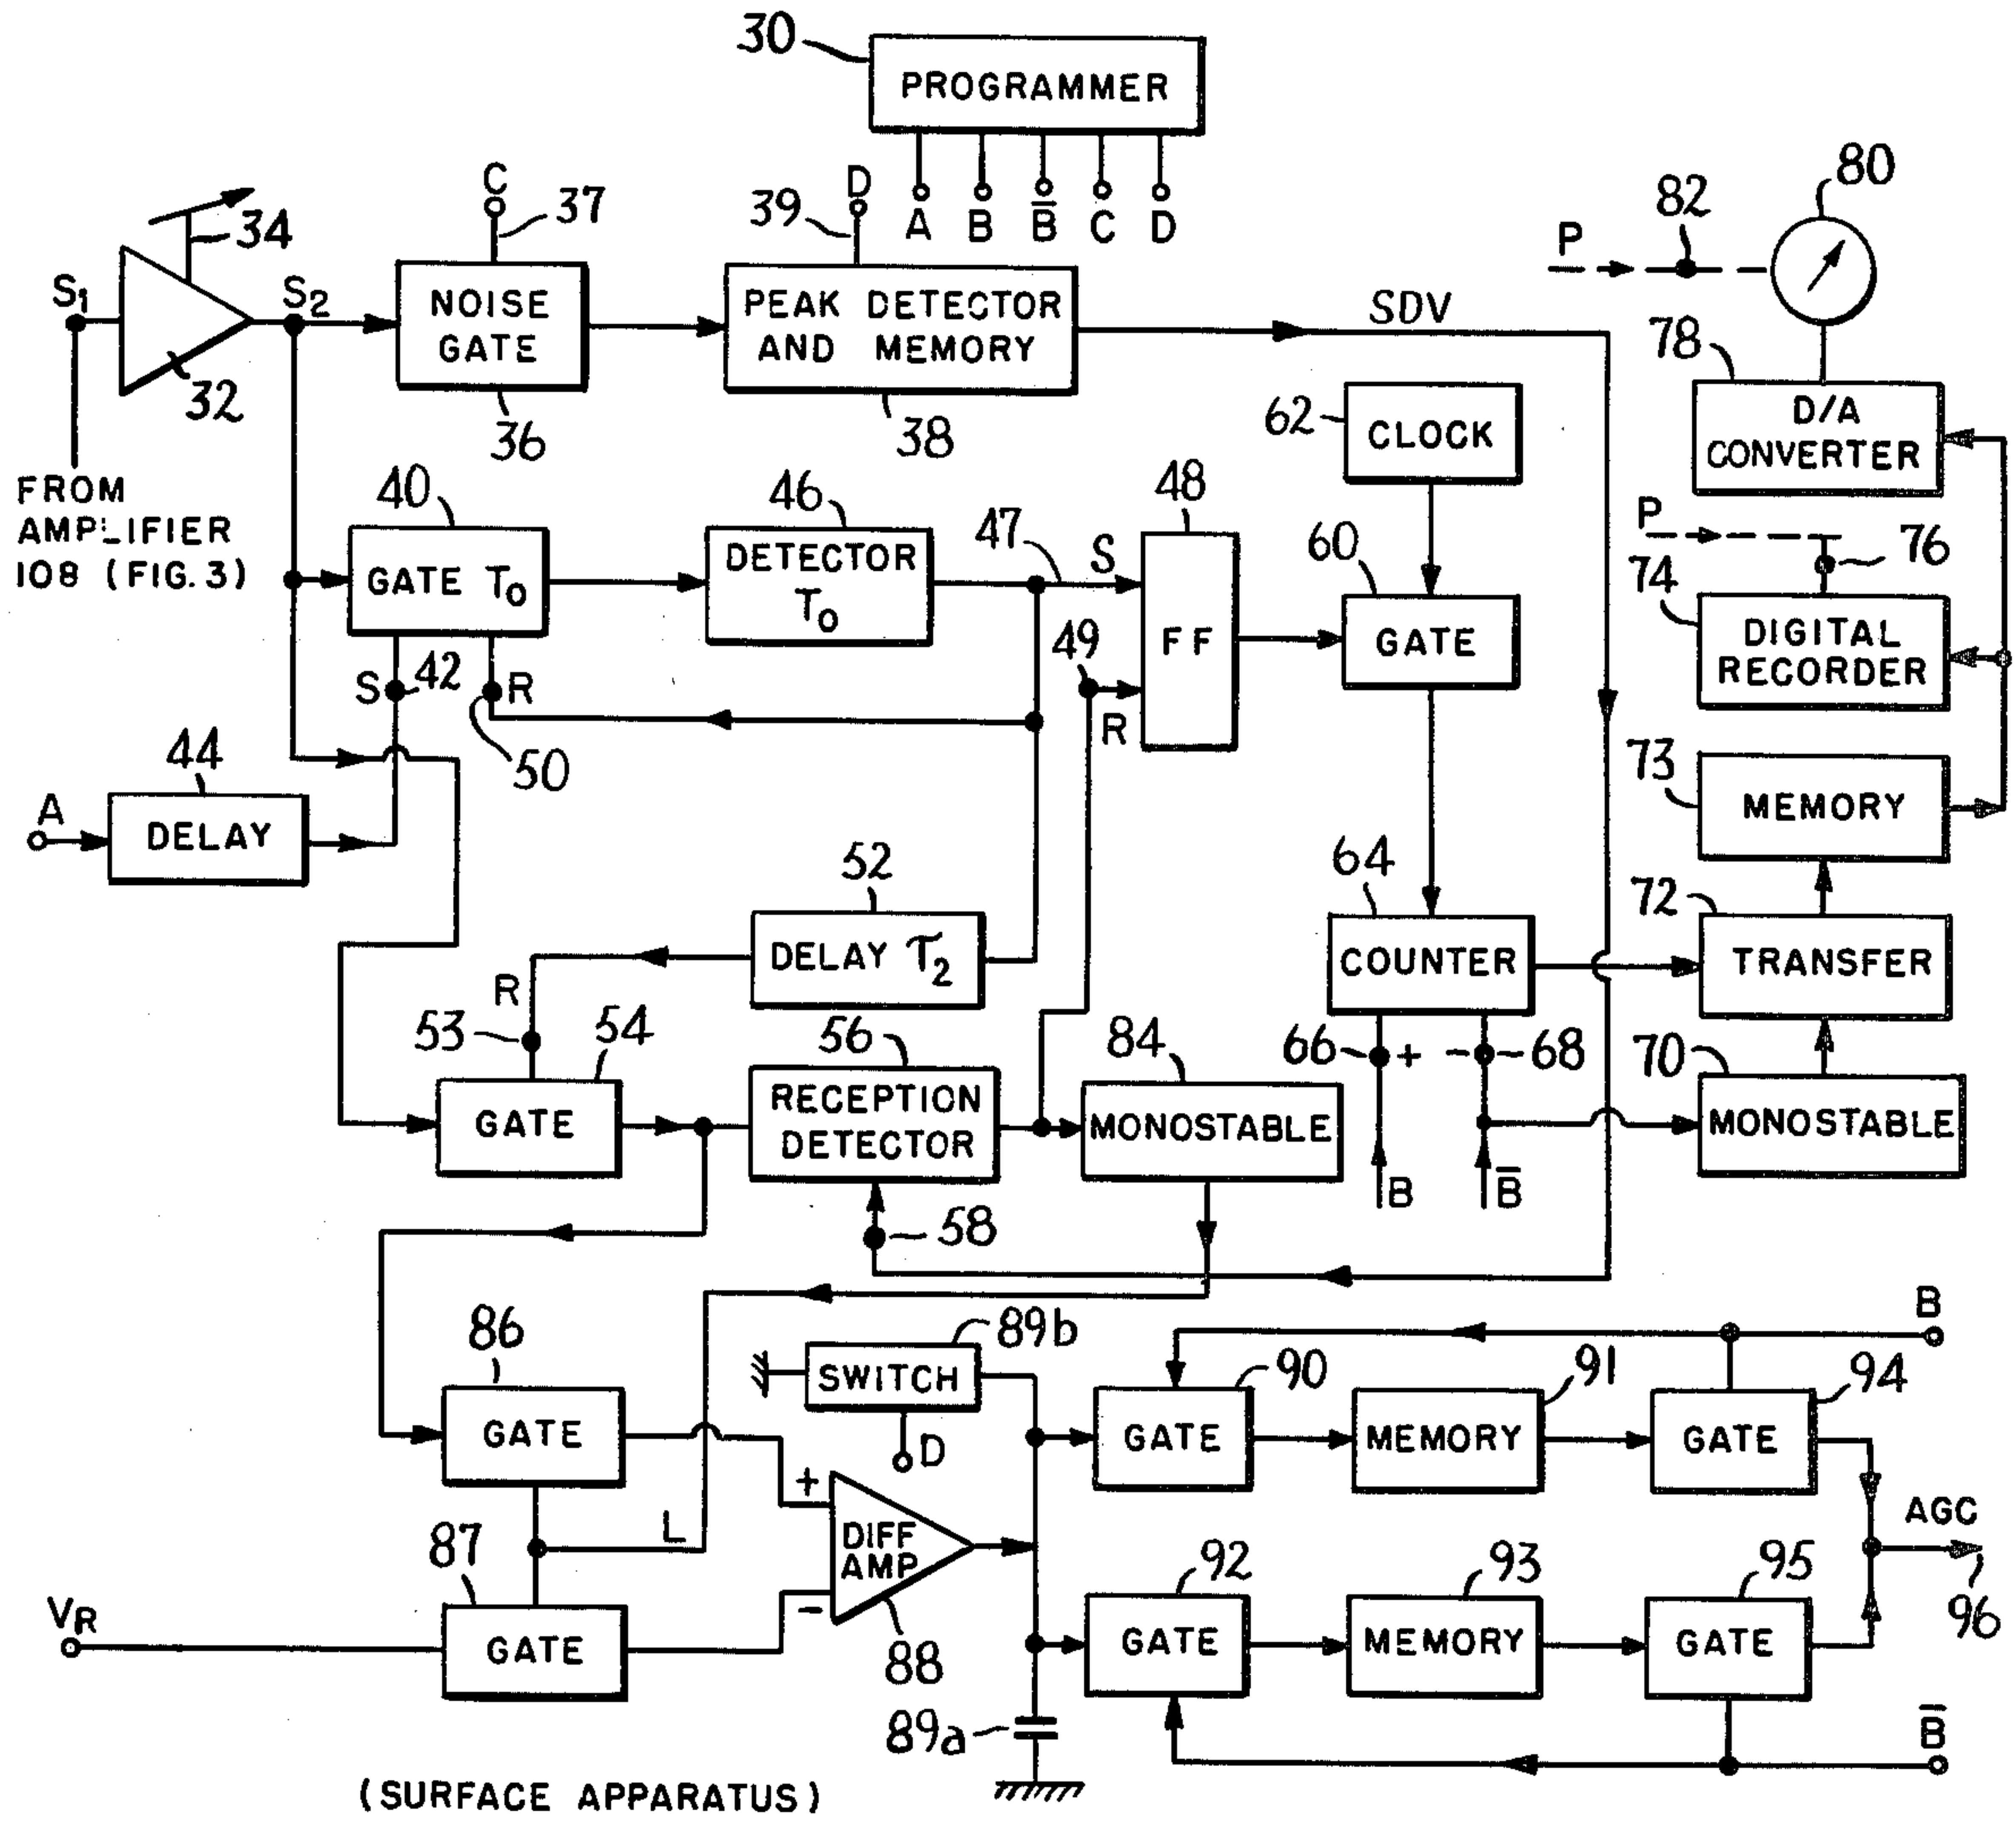 30
PROGRAMMER
A B B̅ C D
C
37
D
39
34
S1
S2
32
NOISE
GATE
36
PEAK DETECTOR
AND MEMORY
38
SDV
P
82
80
78
D/A
CONVERTER
62
CLOCK
FROM
AMPLIFIER
108 (FIG. 3)
40
GATE T0
46
DETECTOR
T0
47
S
48
FF
49
R
60
GATE
P
76
74
DIGITAL
RECORDER
S
42
R
50
44
A
DELAY
73
MEMORY
52
DELAY τ2
64
COUNTER
72
TRANSFER
R
53
54
GATE
56
RECEPTION
DETECTOR
84
MONOSTABLE
66
+
-
68
B
B̅
70
MONOSTABLE
58
86
GATE
89b
SWITCH
D
90
GATE
91
MEMORY
94
GATE
B
L
87
GATE
VR
+
DIFF
AMP
-
88
89a
92
GATE
93
MEMORY
95
GATE
AGC
96
B̅
(SURFACE APPARATUS)